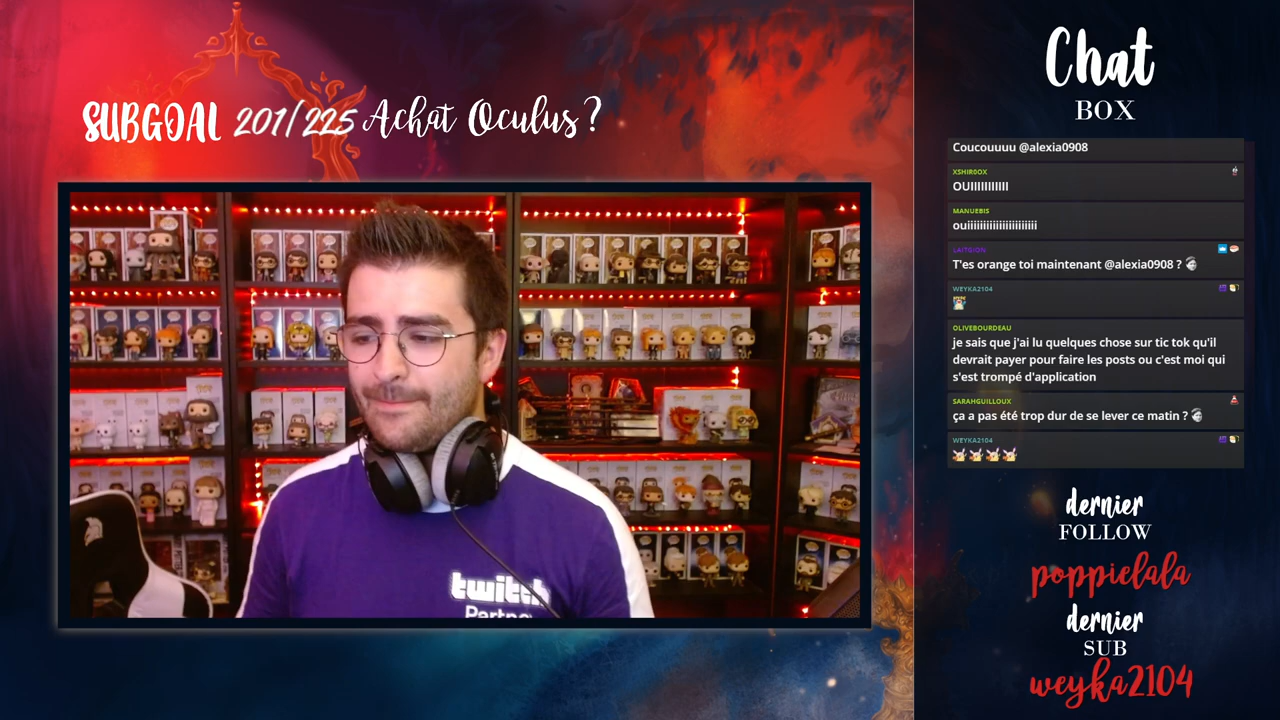 SUBGOAL 201/225 Achat Oculus?
twitch
Chat
BOX
Coucouuuu @alexia0908
XSHIR0OX
OUIIIIIIIIIII
MANUEBIS
ouiiiiiiiiiiiiiiiiiiiiii
T'es orange toi maintenant @alexia0908 ?
WEYKA2104
OLIVEBOURDEAU
je sais que j'ai lu quelques chose sur tic tok qu'il
devrait payer pour faire les posts ou c'est moi qui
s'est trompé d'application
SARAHGUILLOUX
ça a pas été trop dur de se lever ce matin ?
WEYKA2104
dernier
FOLLOW
poppielala
dernier
SUB
weyka2104